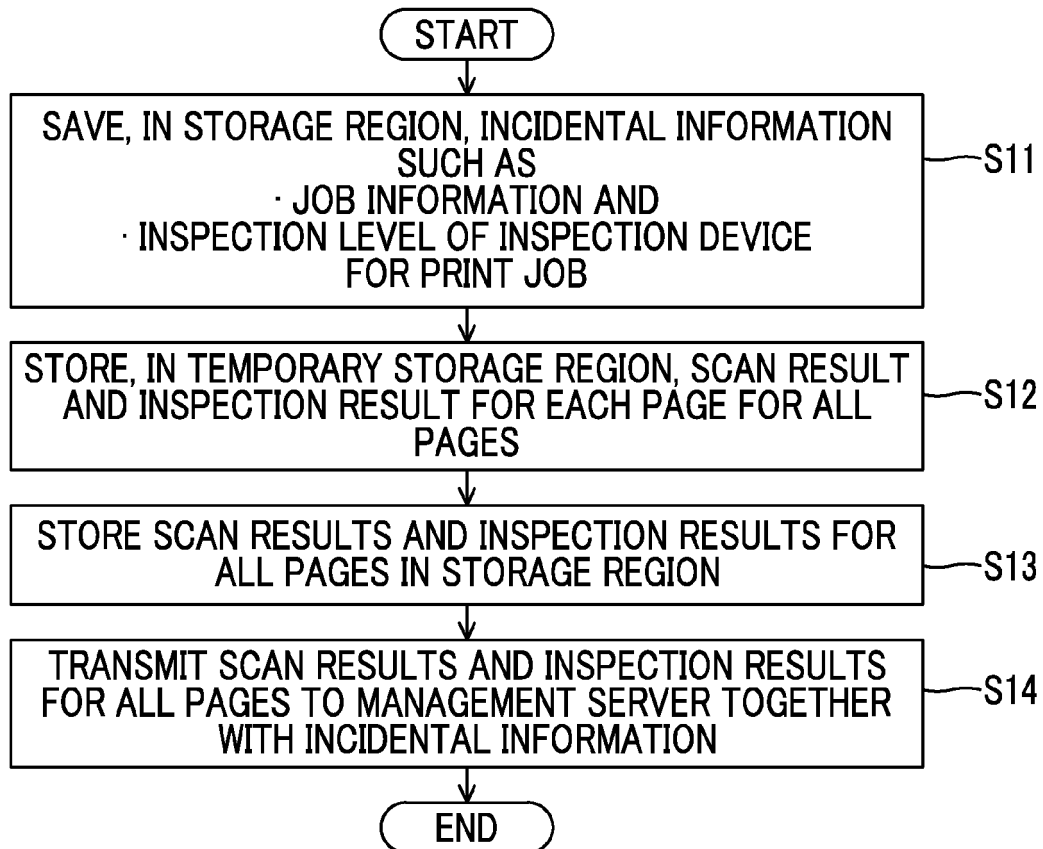 START
SAVE, IN STORAGE REGION, INCIDENTAL INFORMATION
SUCH AS
· JOB INFORMATION AND
· INSPECTION LEVEL OF INSPECTION DEVICE
FOR PRINT JOB
S11
STORE, IN TEMPORARY STORAGE REGION, SCAN RESULT
AND INSPECTION RESULT FOR EACH PAGE FOR ALL
PAGES
S12
STORE SCAN RESULTS AND INSPECTION RESULTS FOR
ALL PAGES IN STORAGE REGION
S13
TRANSMIT SCAN RESULTS AND INSPECTION RESULTS
FOR ALL PAGES TO MANAGEMENT SERVER TOGETHER
WITH INCIDENTAL INFORMATION
S14
END